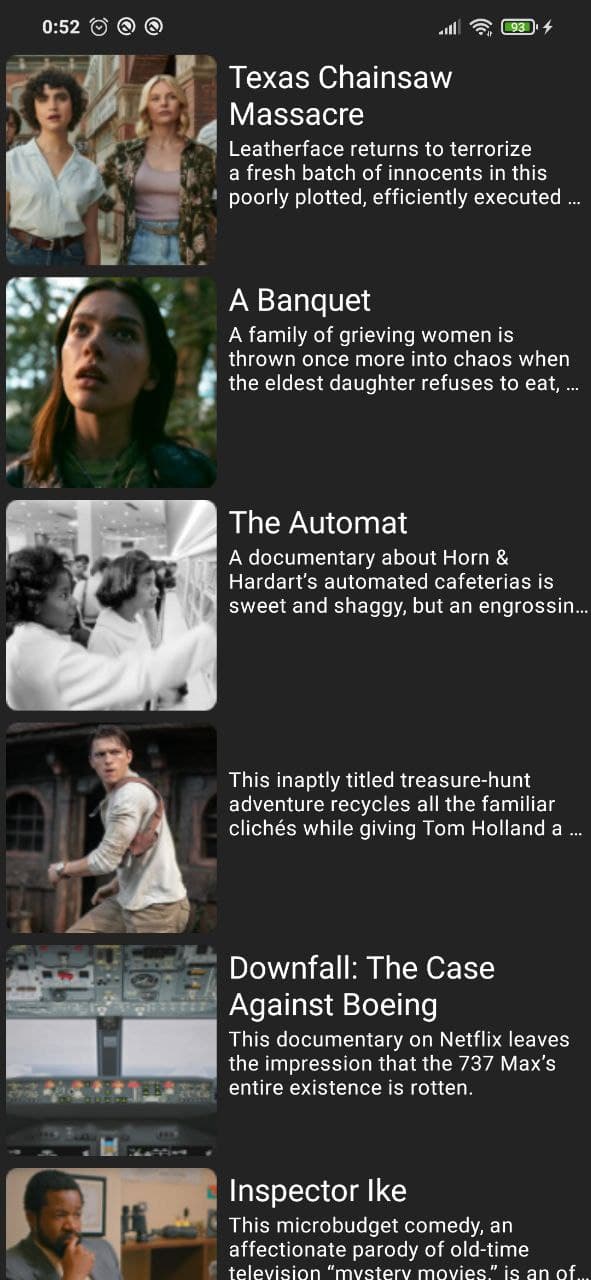 0:52
93
Texas Chainsaw
Massacre
Leatherface returns to terrorize
a fresh batch of innocents in this
poorly plotted, efficiently executed …
A Banquet
A family of grieving women is
thrown once more into chaos when
the eldest daughter refuses to eat, …
The Automat
A documentary about Horn &
Hardart’s automated cafeterias is
sweet and shaggy, but an engrossin…
This inaptly titled treasure-hunt
adventure recycles all the familiar
clichés while giving Tom Holland a …
Downfall: The Case
Against Boeing
This documentary on Netflix leaves
the impression that the 737 Max’s
entire existence is rotten.
Inspector Ike
This microbudget comedy, an
affectionate parody of old-time
television “mystery movies,” is an of…